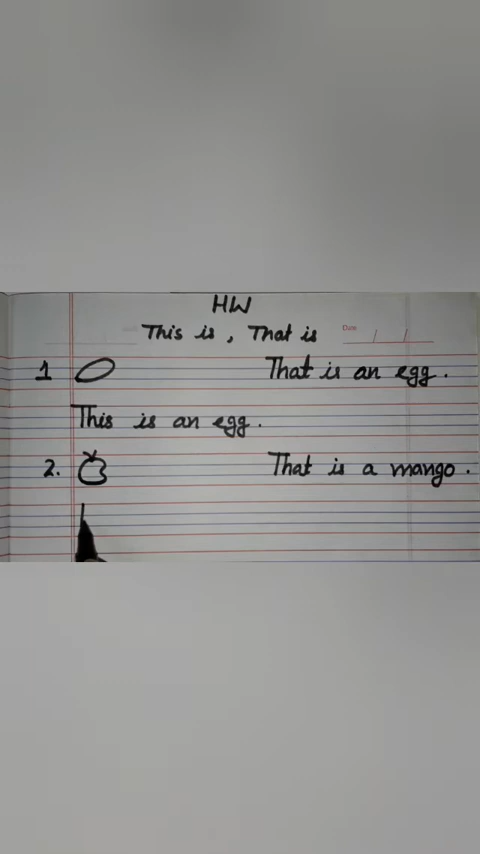 HW
This is, That is
Date / /
1 That is an egg.
This is an egg.
2. That is a mango.